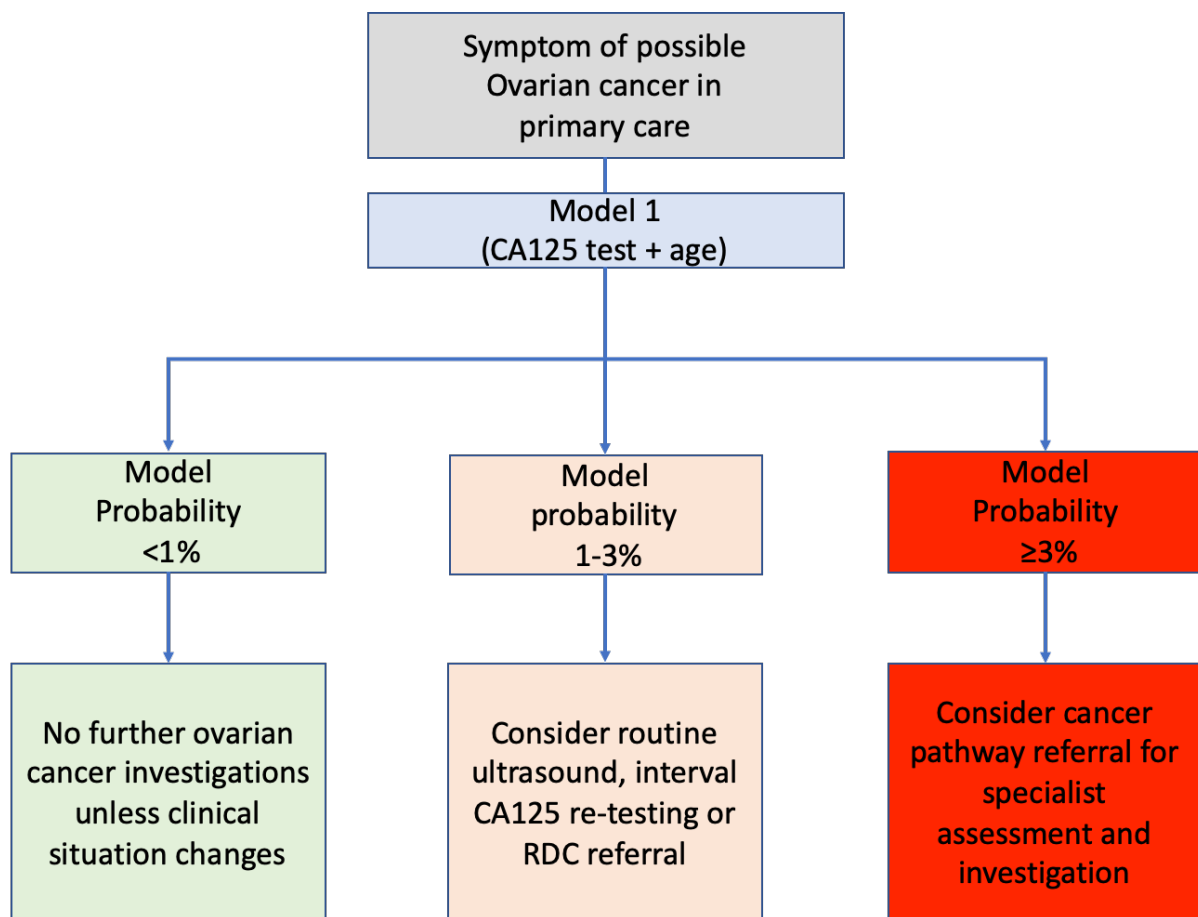 Symptom of possible
Ovarian cancer in
primary care
Model 1
(CA125 test + age)
Model
Probability
<1%
Model
probability
1-3%
Model
Probability
≥3%
No further ovarian
cancer investigations
unless clinical
situation changes
Consider routine
ultrasound, interval
CA125 re-testing or
RDC referral
Consider cancer
pathway referral for
specialist
assessment and
investigation